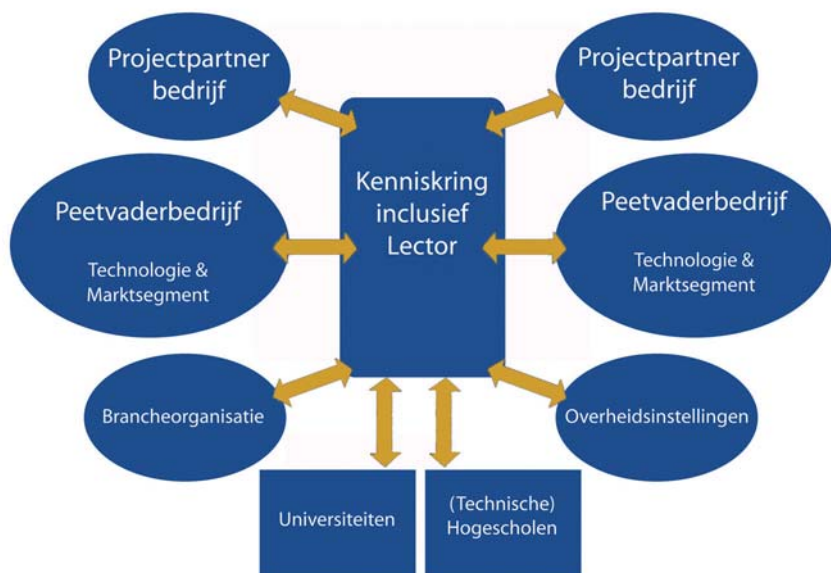 Projectpartner
bedrijf
Projectpartner
bedrijf
Kenniskring
inclusief
Lector
Peetvaderbedrijf
Technologie &
Marktsegment
Peetvaderbedrijf
Technologie &
Marktsegment
Brancheorganisatie
Overheidsinstellingen
Universiteiten
(Technische)
Hogescholen